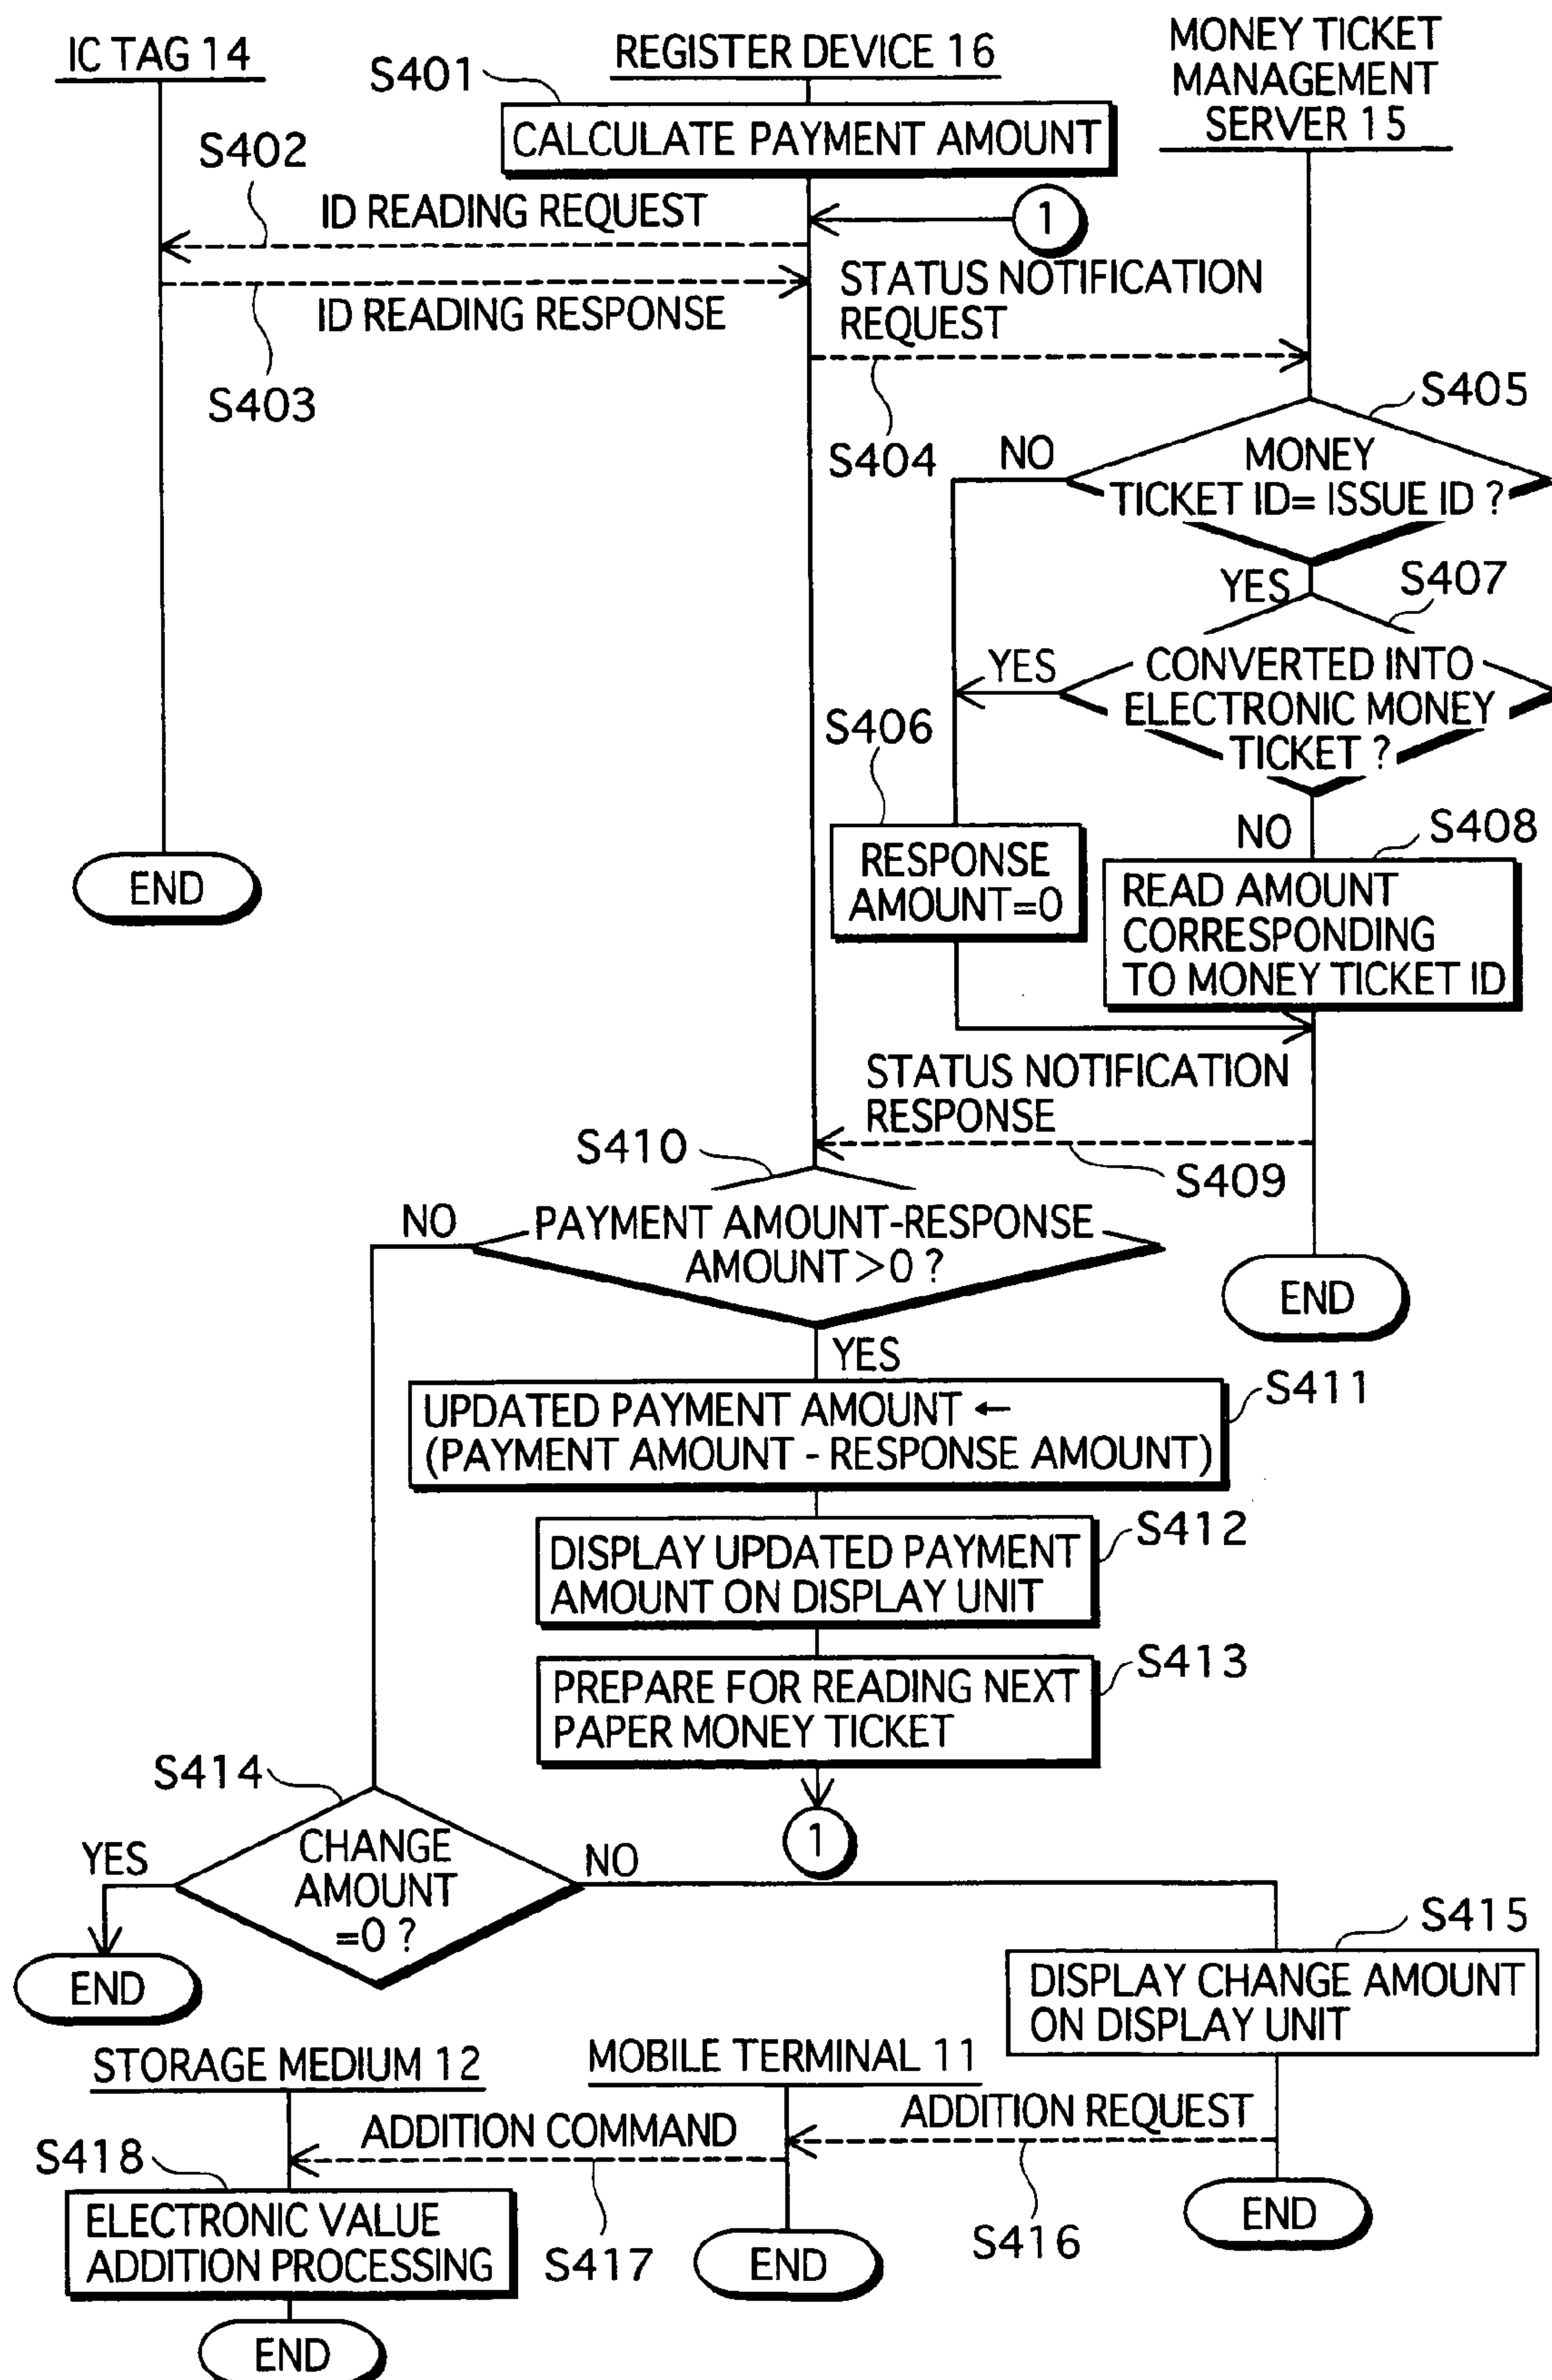 IC TAG 14
REGISTER DEVICE 16
MONEY TICKET
MANAGEMENT
SERVER 15
S401
CALCULATE PAYMENT AMOUNT
S402
ID READING REQUEST
1
ID READING RESPONSE
S403
STATUS NOTIFICATION
REQUEST
S404
S405
MONEY
TICKET ID= ISSUE ID ?
NO
YES
S407
CONVERTED INTO
ELECTRONIC MONEY
TICKET ?
YES
NO
S406
RESPONSE
AMOUNT=0
S408
READ AMOUNT
CORRESPONDING
TO MONEY TICKET ID
END
STATUS NOTIFICATION
RESPONSE
S409
END
S410
PAYMENT AMOUNT-RESPONSE
AMOUNT>0 ?
NO
YES
S411
UPDATED PAYMENT AMOUNT ←
(PAYMENT AMOUNT - RESPONSE AMOUNT)
S412
DISPLAY UPDATED PAYMENT
AMOUNT ON DISPLAY UNIT
S413
PREPARE FOR READING NEXT
PAPER MONEY TICKET
1
S414
CHANGE
AMOUNT
=0 ?
YES
NO
END
S415
DISPLAY CHANGE AMOUNT
ON DISPLAY UNIT
STORAGE MEDIUM 12
MOBILE TERMINAL 11
ADDITION REQUEST
S416
ADDITION COMMAND
S417
S418
ELECTRONIC VALUE
ADDITION PROCESSING
END
END
END